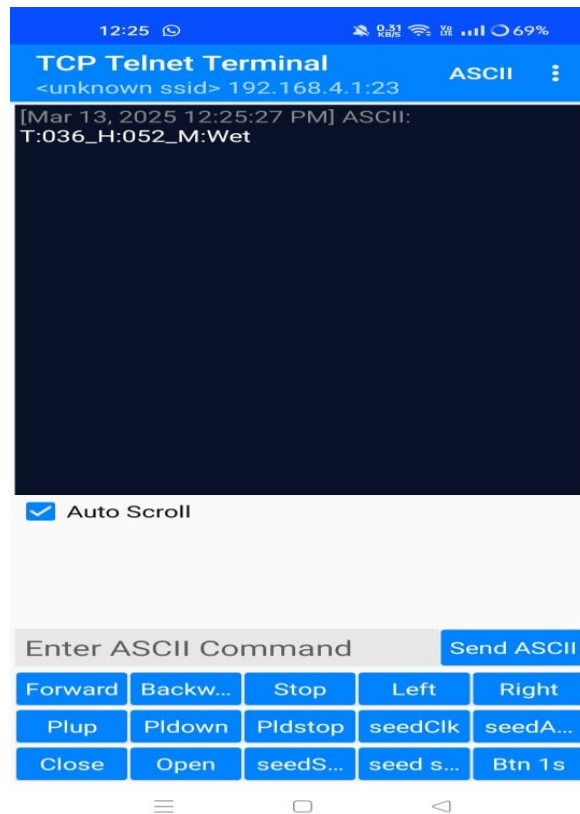 12:25
0.31 KB/S
69%
TCP Telnet Terminal
ASCII
<unknown ssid> 192.168.4.1:23
[Mar 13, 2025 12:25:27 PM] ASCII:
T:036_H:052_M:Wet
Auto Scroll
Enter ASCII Command
Send ASCII
Forward Backw... Stop Left Right
Plup Pldown Pldstop seedClk seedA...
Close Open seedS... seed s... Btn 1s